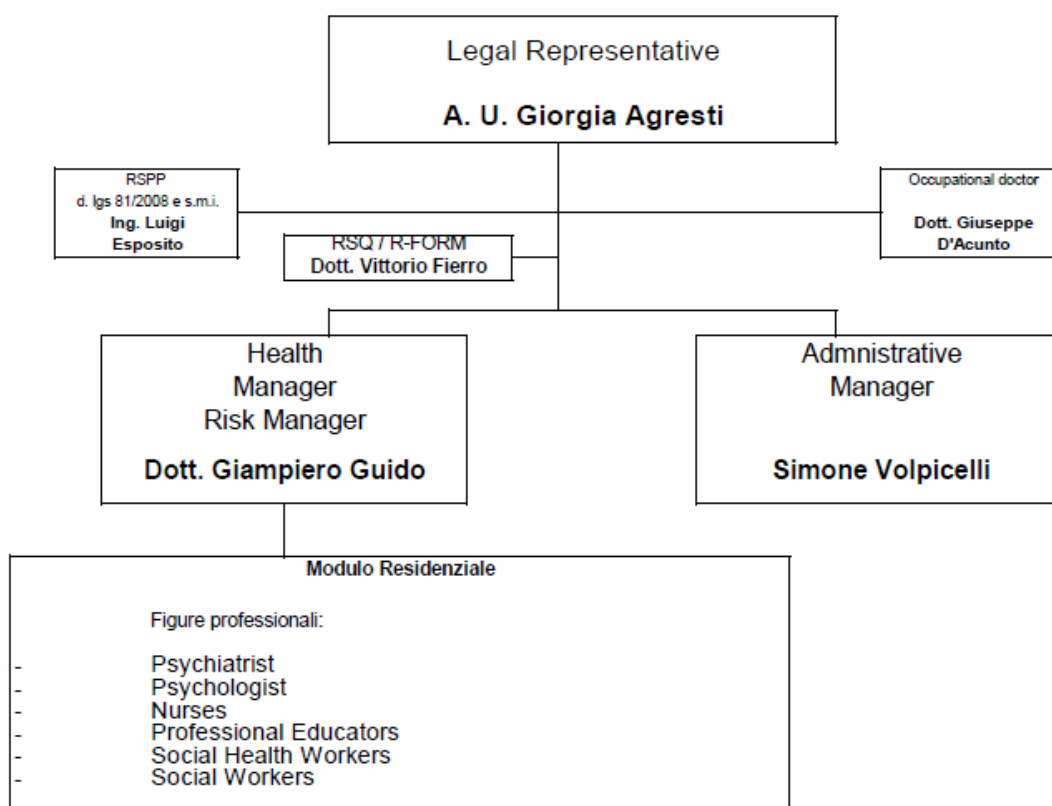 Legal Representative
A. U. Giorgia Agresti
RSPP
d. lgs 81/2008 e s.m.i.
Ing. Luigi
Esposito
Occupational doctor
Dott. Giuseppe
D'Acunto
RSQ / R-FORM
Dott. Vittorio Fierro
Health
Manager
Risk Manager
Dott. Giampiero Guido
Admnistrative
Manager
Simone Volpicelli
Modulo Residenziale
Figure professionali:
- Psychiatrist
- Psychologist
- Nurses
- Professional Educators
- Social Health Workers
- Social Workers